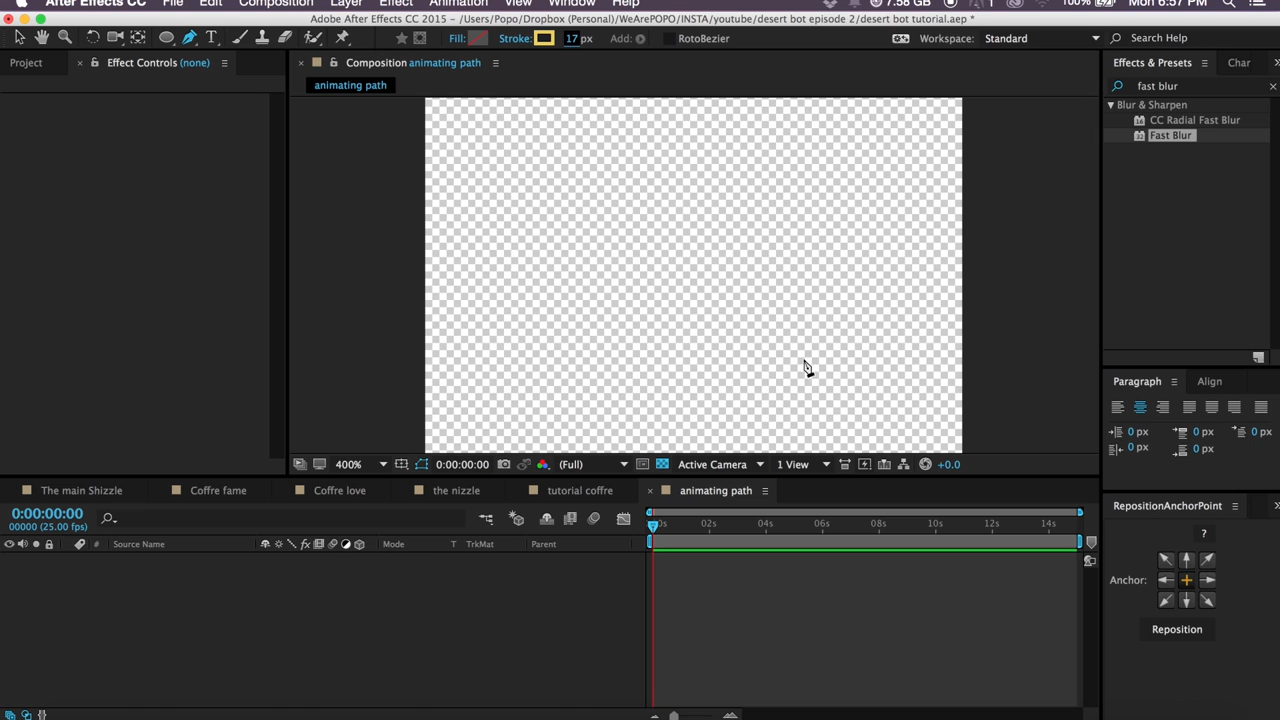 After Effects CC File Edit Composition Layer Effect Animation View Window Help 7.58 GB 1 100% Mon 6:57 PM
Adobe After Effects CC 2015 – /Users/Popo/Dropbox (Personal)/WeArePOPO/INSTA/youtube/desert bot episode 2/desert bot tutorial.aep *
Fill: Stroke: 17 px Add: RotoBezier Workspace: Standard Search Help
Project Effect Controls (none) Composition animating path Effects & Presets Char
animating path fast blur
Blur & Sharpen
CC Radial Fast Blur
Fast Blur
Paragraph Align
0 px 0 px 0 px
0 px 0 px
400% 0:00:00:00 (Full) Active Camera 1 View +0.0
The main Shizzle Coffre fame Coffre love the nizzle tutorial coffre animating path
RepositionAnchorPoint
0:00:00:00
00000 (25.00 fps)
0s 02s 04s 06s 08s 10s 12s 14s
?
# Source Name Mode T TrkMat Parent
Anchor:
Reposition